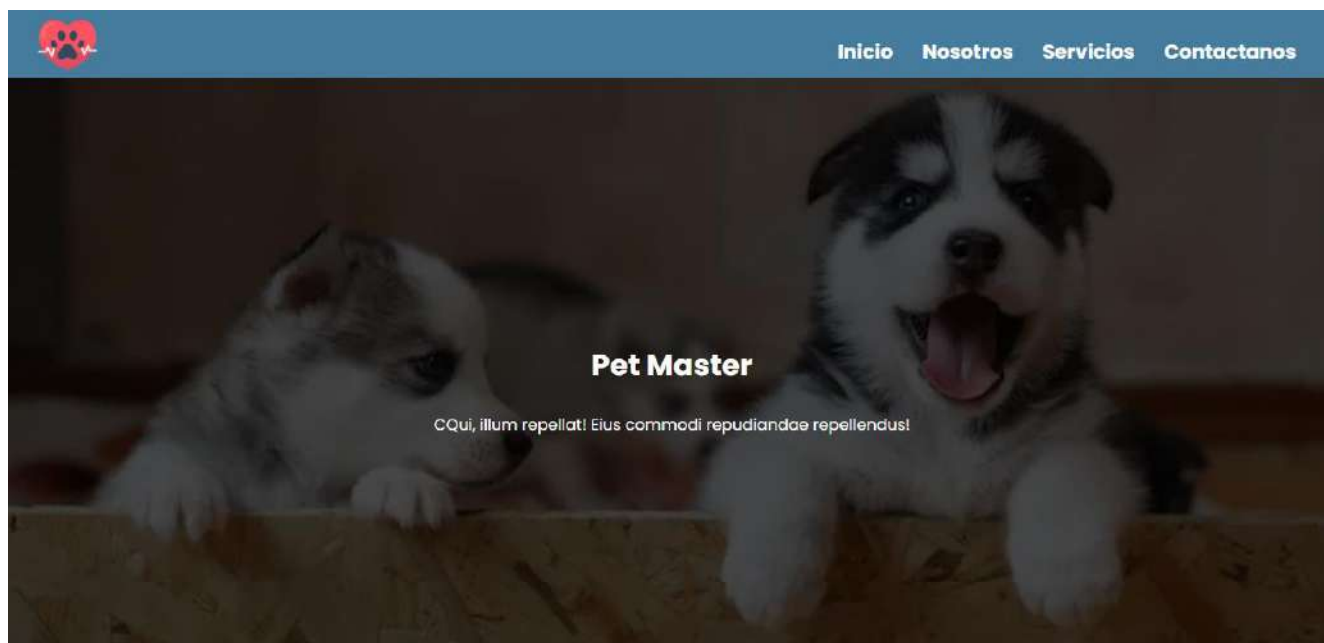 Inicio Nosotros Servicios Contactanos
Pet Master
CQui, illum repellat! Eius commodi repudiandae repellendus!